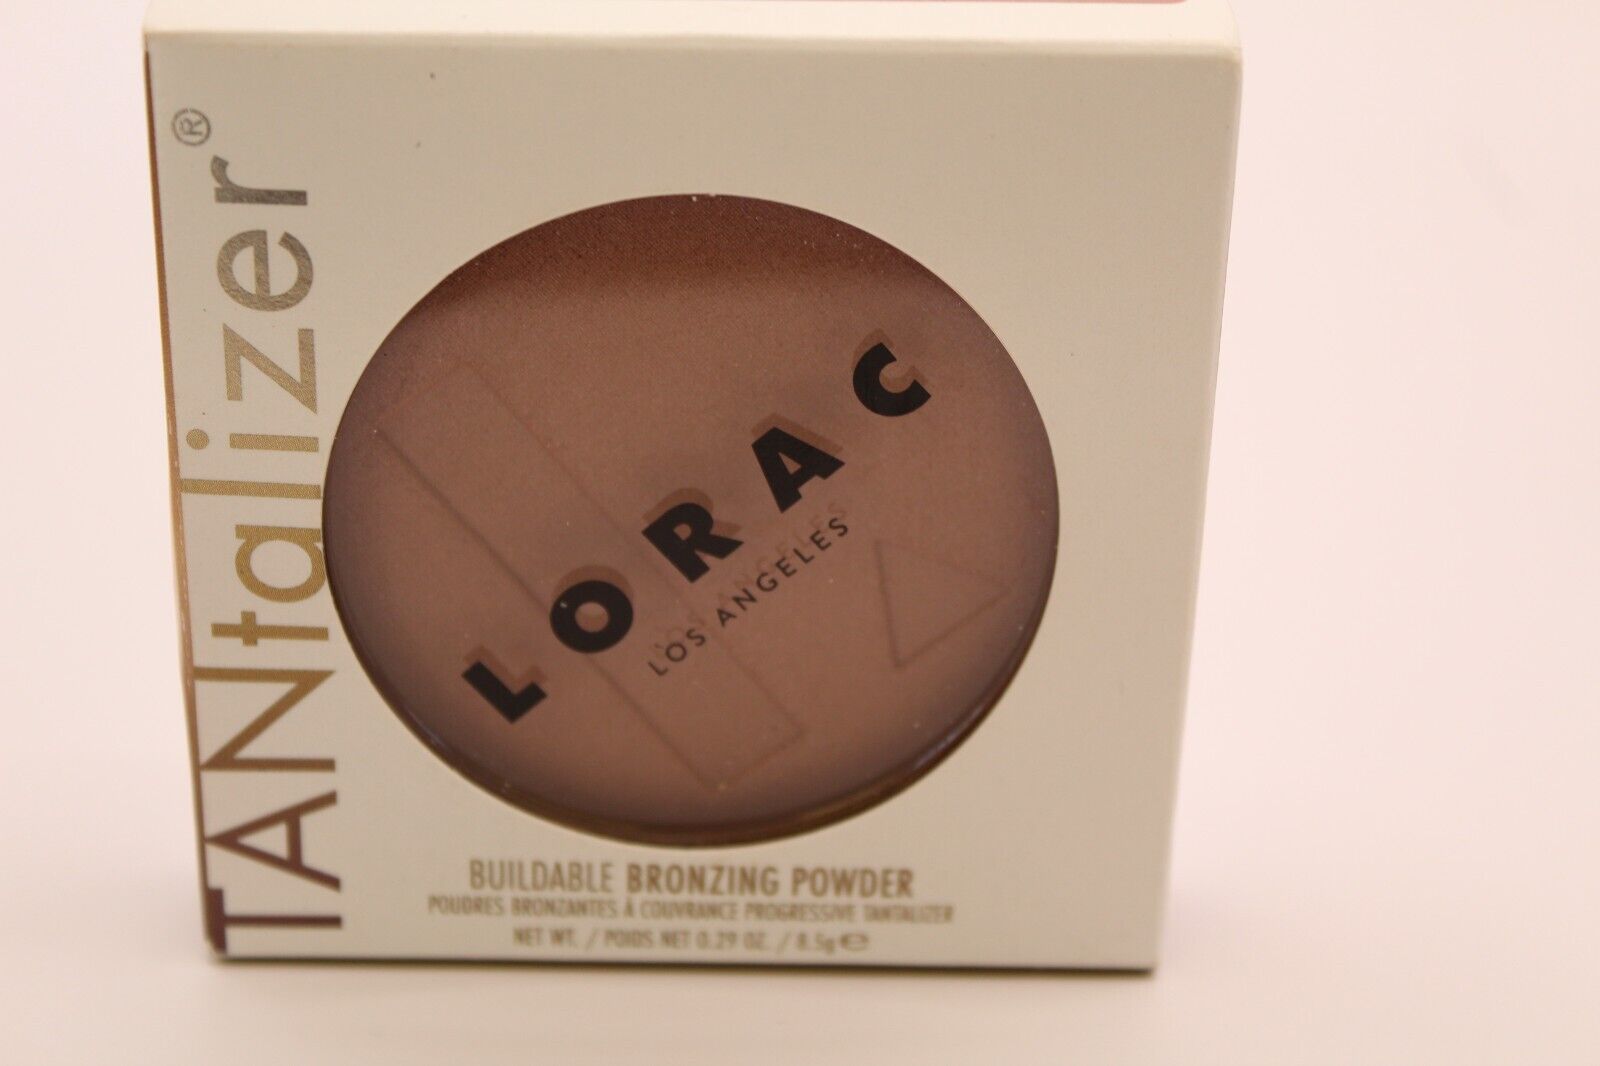 TANtalizer®
LORAC
LOS ANGELES
BUILDABLE BRONZING POWDER
POUDRES BRONZANTES À COUVRANCE PROGRESSIVE TANTALIZER
NET WT. / POIDS NET 0.29 OZ. / 8.5g ℮